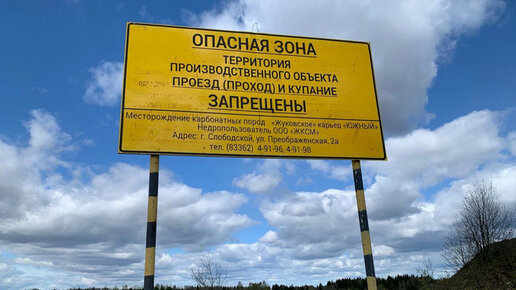 ОПАСНАЯ ЗОНА
ТЕРРИТОРИЯ
ПРОИЗВОДСТВЕННОГО ОБЪЕКТА
ПРОЕЗД (ПРОХОД) И КУПАНИЕ
ЗАПРЕЩЕНЫ
Месторождение карбонатных пород «Жуковское» карьер «ЮЖНЫЙ»
Недропользователь ООО «ЖКСМ»
Адрес: г. Слободской, ул. Преображенская, 2а
тел. (83362) 4-91-96, 4-91-98